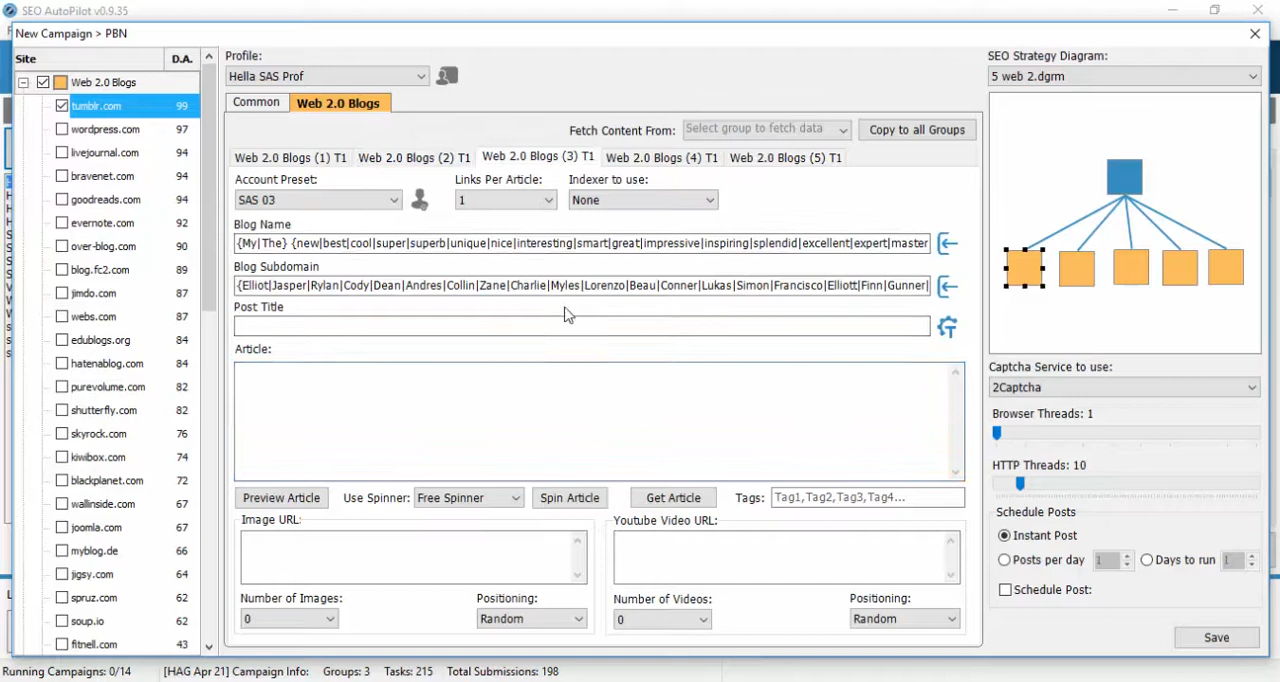 SEO AutoPilot v0.9.35
New Campaign > PBN
Site D.A.
Web 2.0 Blogs
tumblr.com 99
wordpress.com 97
livejournal.com 94
bravenet.com 94
goodreads.com 94
evernote.com 92
over-blog.com 90
blog.fc2.com 89
jimdo.com 87
webs.com 87
edublogs.org 84
hatenablog.com 84
purevolume.com 82
shutterfly.com 82
skyrock.com 76
kiwibox.com 74
blackplanet.com 72
wallinside.com 67
joomla.com 67
myblog.de 66
jigsy.com 64
spruz.com 62
soup.io 62
fitnell.com 43
Profile:
Hella SAS Prof
Common Web 2.0 Blogs
Fetch Content From: Select group to fetch data Copy to all Groups
Web 2.0 Blogs (1) T1 Web 2.0 Blogs (2) T1 Web 2.0 Blogs (3) T1 Web 2.0 Blogs (4) T1 Web 2.0 Blogs (5) T1
Account Preset: Links Per Article: Indexer to use:
SAS 03 1 None
Blog Name
{My|The} {new|best|cool|super|superb|unique|nice|interesting|smart|great|impressive|inspiring|splendid|excellent|expert|master
Blog Subdomain
{Elliot|Jasper|Rylan|Cody|Dean|Andres|Collin|Zane|Charlie|Myles|Lorenzo|Beau|Conner|Lukas|Simon|Francisco|Elliott|Finn|Gunner|
Post Title
Article:
Preview Article Use Spinner: Free Spinner Spin Article Get Article Tags: Tag1,Tag2,Tag3,Tag4...
Image URL: Youtube Video URL:
Number of Images: Positioning: Number of Videos: Positioning:
0 Random 0 Random
SEO Strategy Diagram:
5 web 2.dgrm
Captcha Service to use:
2Captcha
Browser Threads: 1
HTTP Threads: 10
Schedule Posts
Instant Post
Posts per day 1 Days to run 1
Schedule Post:
Save
Running Campaigns: 0/14 [HAG Apr 21] Campaign Info: Groups: 3 Tasks: 215 Total Submissions: 198